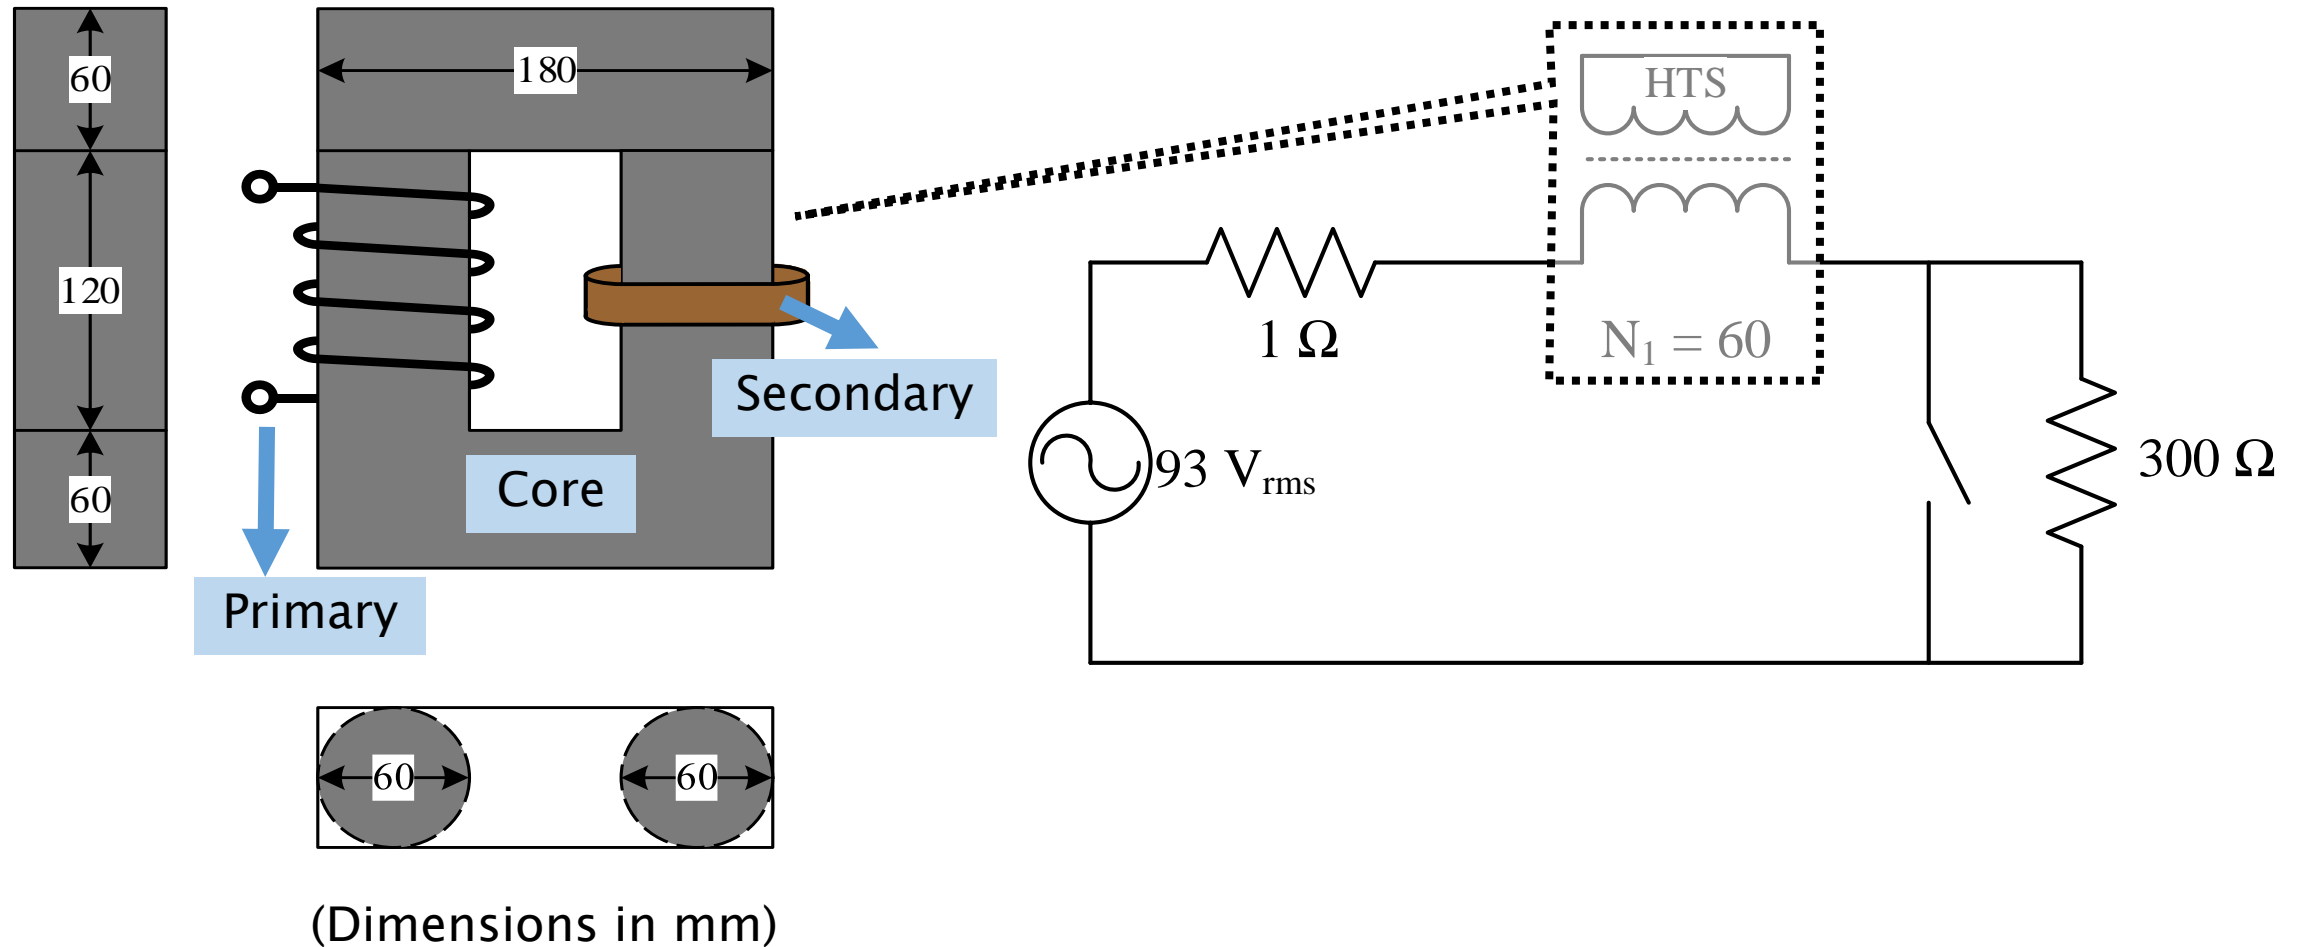 60
120
60
180
Primary
Core
Secondary
60
60
(Dimensions in mm)
HTS
N₁ = 60
1 Ω
93 Vrms
300 Ω